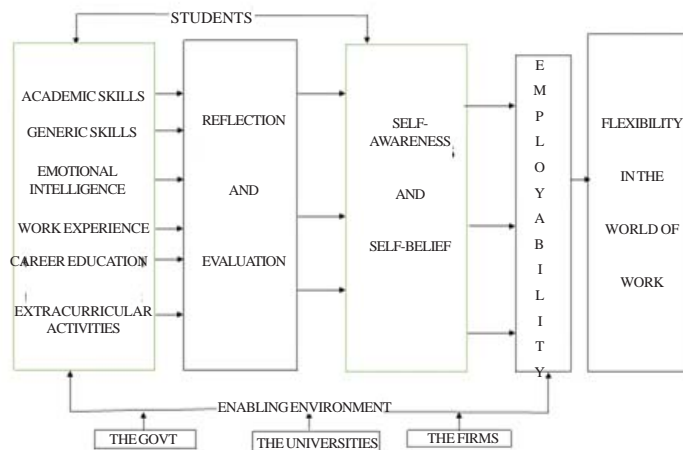 STUDENTS
ACADEMIC SKILLS
GENERIC SKILLS
EMOTIONAL
INTELLIGENCE
WORK EXPERIENCE
CAREER EDUCATION
EXTRACURRICULAR
ACTIVITIES
REFLECTION
AND
EVALUATION
SELF-
AWARENESS
AND
SELF-BELIEF
E
M
P
L
O
Y
A
B
I
L
I
T
Y
FLEXIBILITY
IN THE
WORLD OF
WORK
ENABLING ENVIRONMENT
THE GOVT
THE UNIVERSITIES
THE FIRMS